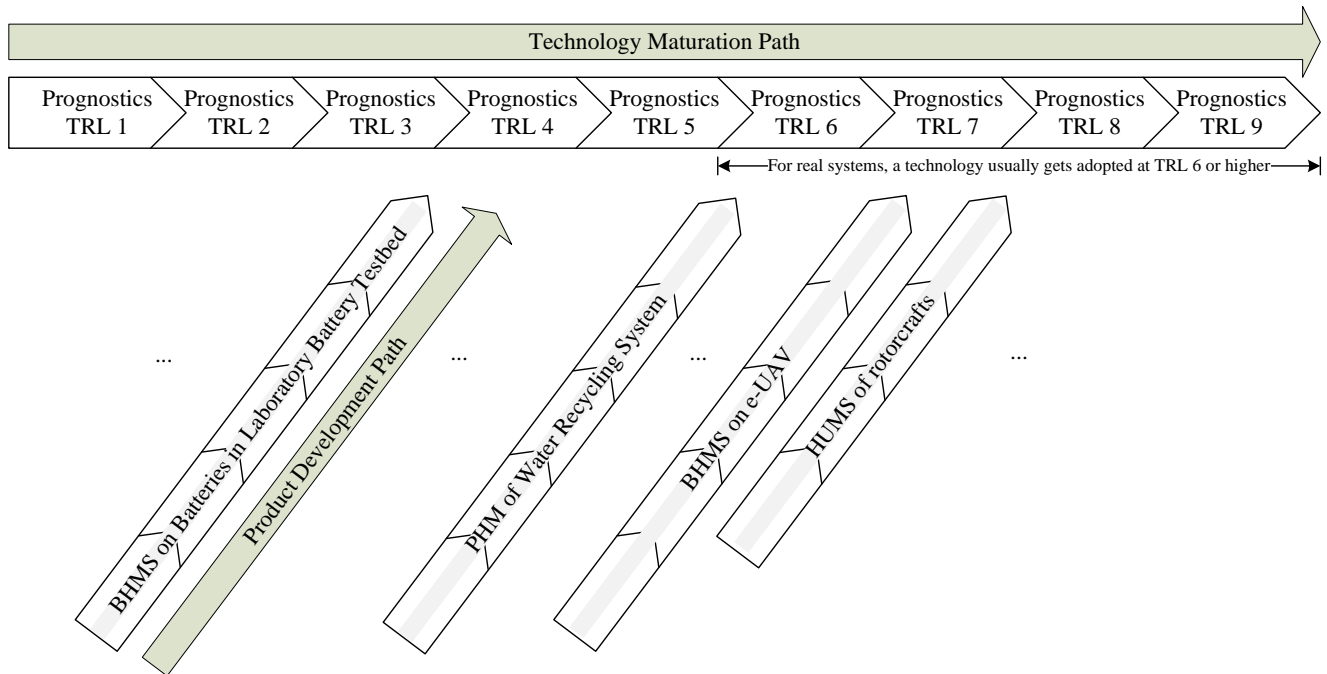 Technology Maturation Path
Prognostics
TRL 1
Prognostics
TRL 2
Prognostics
TRL 3
Prognostics
TRL 4
Prognostics
TRL 5
Prognostics
TRL 6
Prognostics
TRL 7
Prognostics
TRL 8
Prognostics
TRL 9
For real systems, a technology usually gets adopted at TRL 6 or higher
...
BHMS on Batteries in Laboratory Battery Testbed
Product Development Path
...
PHM of Water Recycling System
...
BHMS on e-UAV
HUMS of rotorcrafts
...